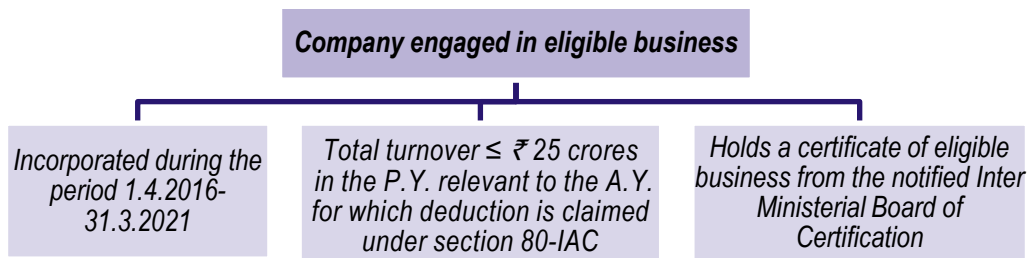 Company engaged in eligible business
Incorporated during the
period 1.4.2016-
31.3.2021
Total turnover ≤ ₹ 25 crores
in the P.Y. relevant to the A.Y.
for which deduction is claimed
under section 80-IAC
Holds a certificate of eligible
business from the notified Inter
Ministerial Board of
Certification